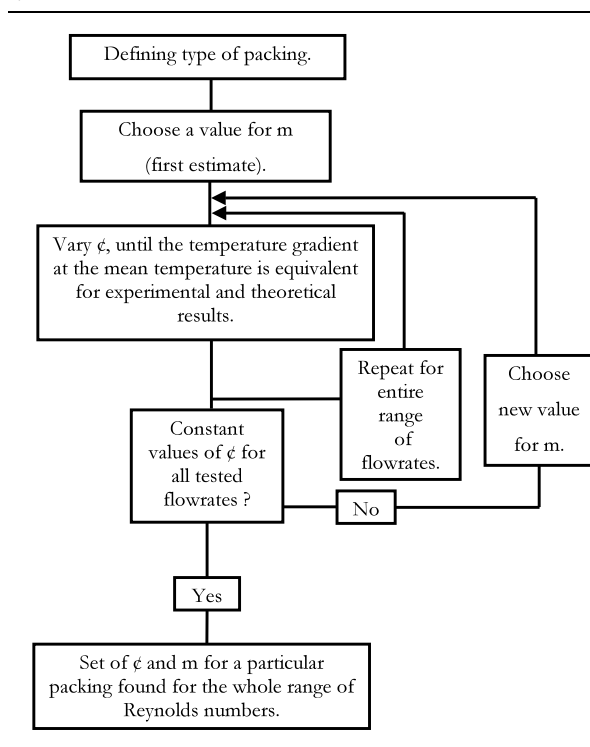 Defining type of packing.
Choose a value for m
(first estimate).
Vary ¢, until the temperature gradient
at the mean temperature is equivalent
for experimental and theoretical
results.
Repeat for
entire
range
of
flowrates.
Choose
new value
for m.
Constant
values of ¢ for
all tested
flowrates ?
No
Yes
Set of ¢ and m for a particular
packing found for the whole range of
Reynolds numbers.